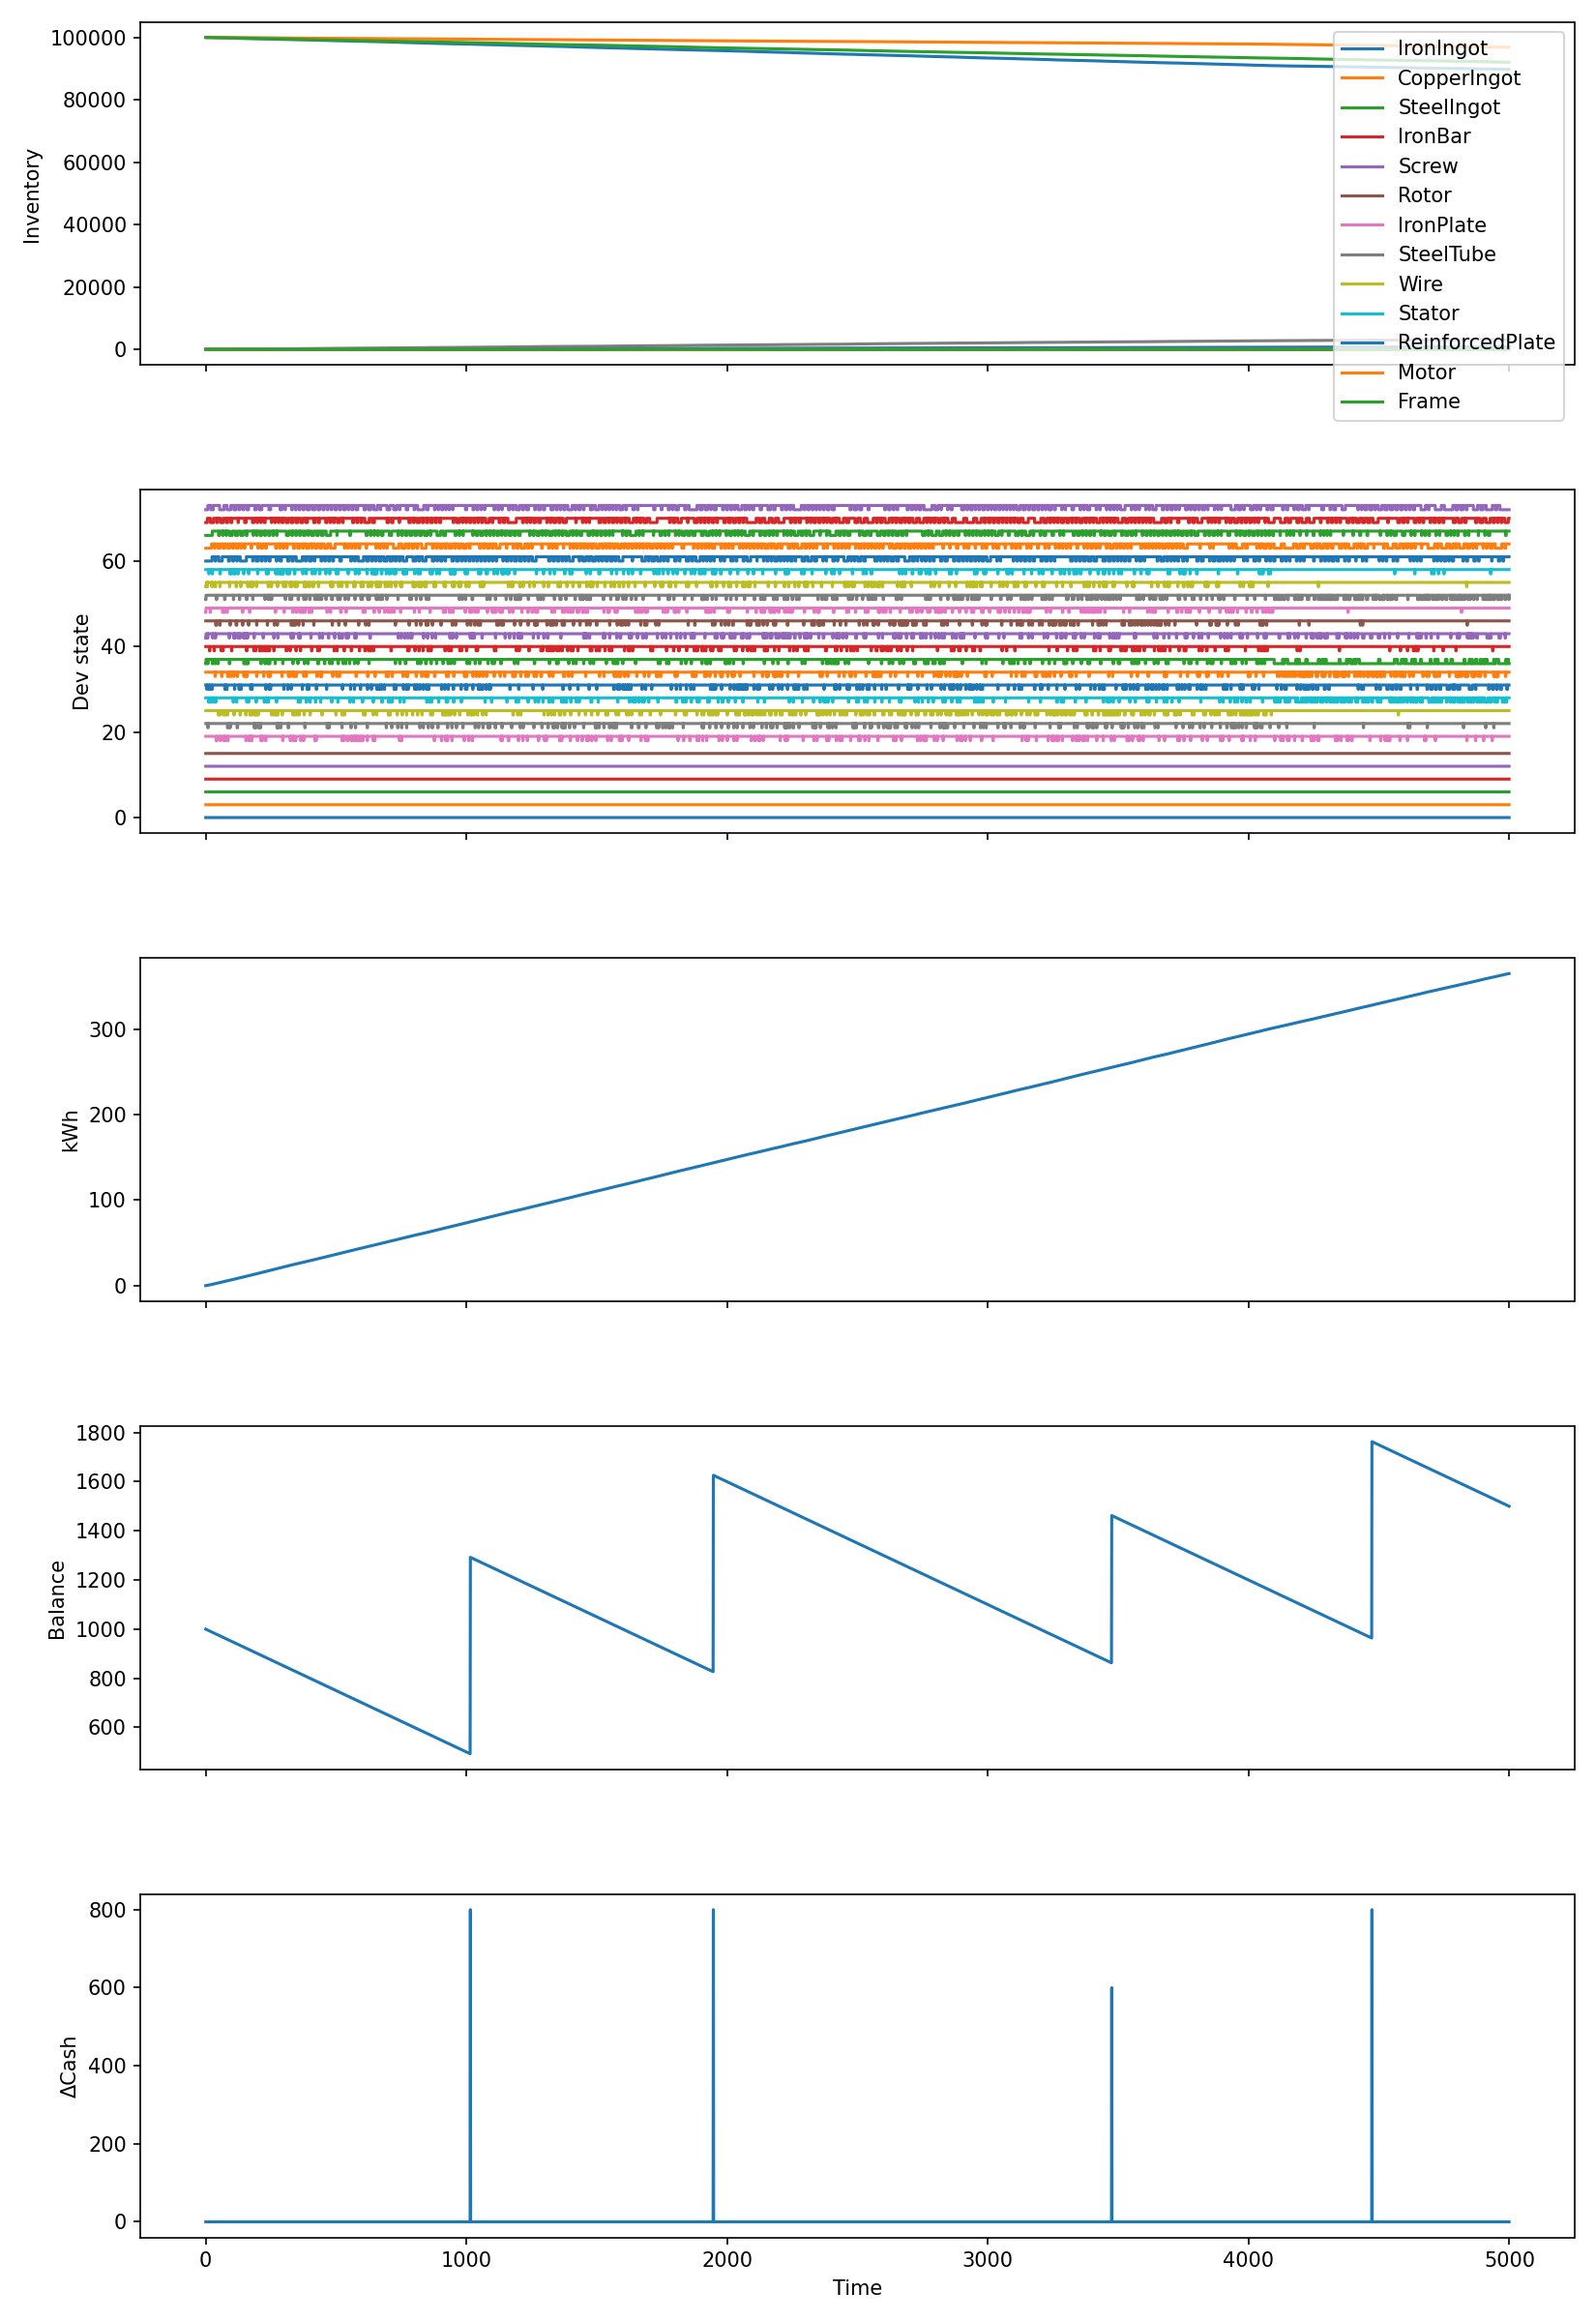 100000
80000
60000
40000
20000
0
Inventory
IronIngot
CopperIngot
SteelIngot
IronBar
Screw
Rotor
IronPlate
SteelTube
Wire
Stator
ReinforcedPlate
Motor
Frame
60
40
20
0
Dev state
300
200
100
0
kWh
1800
1600
1400
1200
1000
800
600
Balance
800
600
400
200
0
ΔCash
0 1000 2000 3000 4000 5000
Time